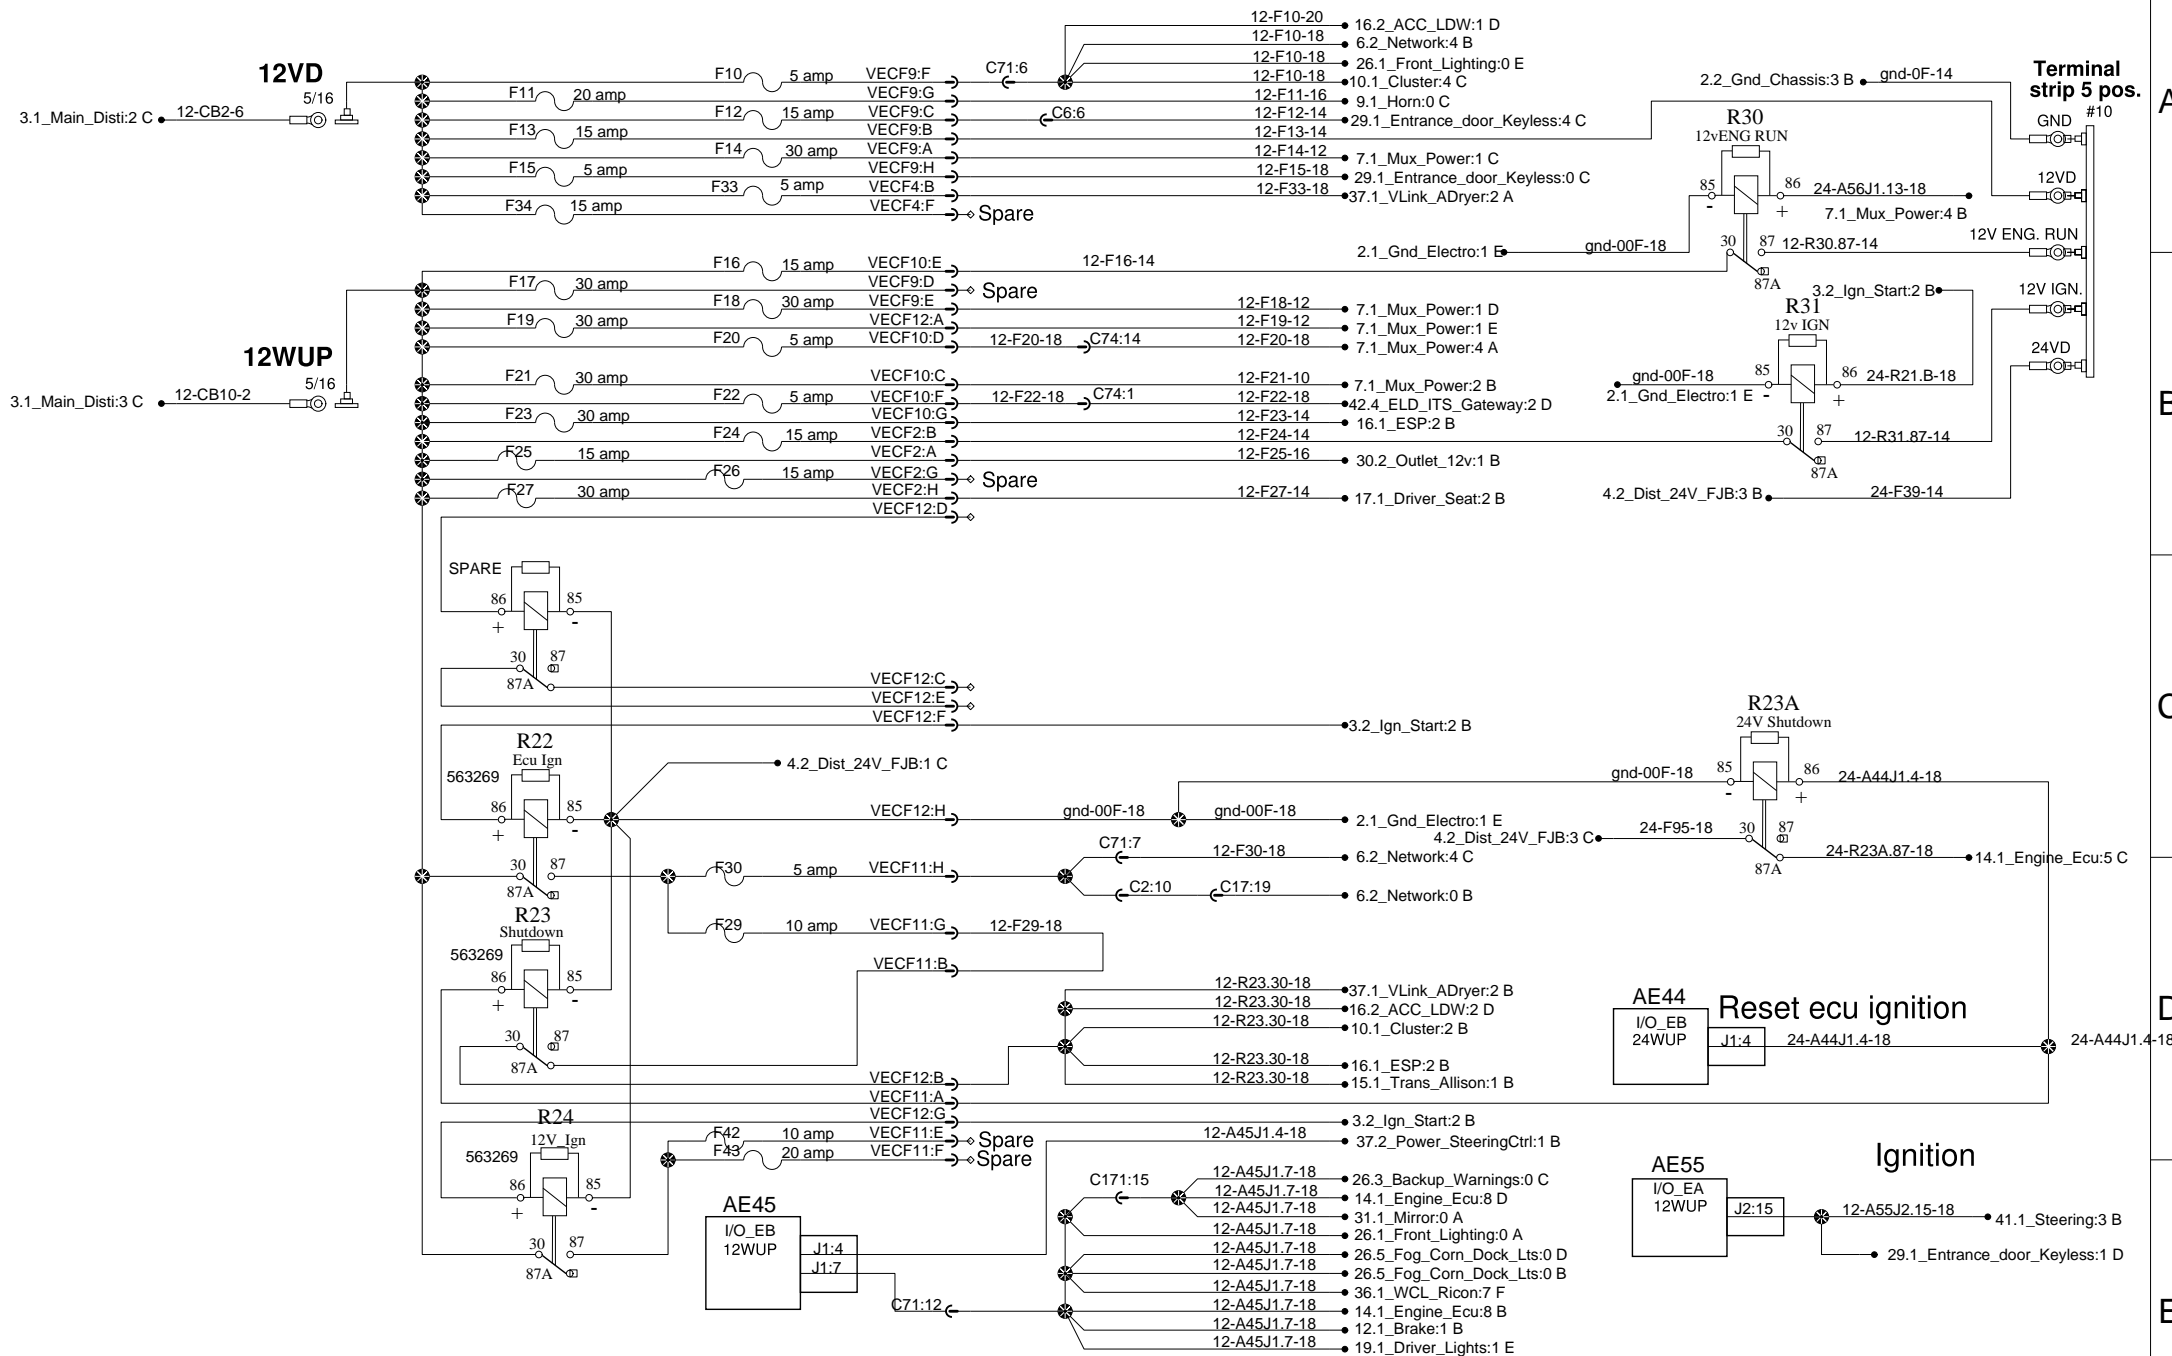 12VD
3.1_Main_Disti:2 C
12-CB2-6
5/16
F10 5 amp VECF9:F C71:6
12-F10-20 16.2_ACC_LDW:1 D
12-F10-18 6.2_Network:4 B
12-F10-18 26.1_Front_Lighting:0 E
12-F10-18 10.1_Cluster:4 C
F11 20 amp VECF9:G 12-F11-16 9.1_Horn:0 C
F12 15 amp VECF9:C C6:6 12-F12-14 29.1_Entrance_door_Keyless:4 C
F13 15 amp VECF9:B 12-F13-14
F14 30 amp VECF9:A 12-F14-12 7.1_Mux_Power:1 C
F15 5 amp VECF9:H 12-F15-18 29.1_Entrance_door_Keyless:0 C
F33 5 amp VECF4:B 12-F33-18 37.1_VLink_ADryer:2 A
F34 15 amp VECF4:F Spare
2.2_Gnd_Chassis:3 B gnd-0F-14
Terminal
strip 5 pos.
#10
GND
12VD
12V ENG. RUN
12V IGN.
24VD
A
R30
12vENG RUN
85 - 86 +
24-A56J1.13-18
7.1_Mux_Power:4 B
2.1_Gnd_Electro:1 E gnd-00F-18
30 87 12-R30.87-14
87A
12WUP
3.1_Main_Disti:3 C
12-CB10-2
5/16
F16 15 amp VECF10:E 12-F16-14
F17 30 amp VECF9:D Spare
F18 30 amp VECF9:E 12-F18-12 7.1_Mux_Power:1 D
F19 30 amp VECF12:A 12-F19-12 7.1_Mux_Power:1 E
F20 5 amp VECF10:D 12-F20-18 C74:14 12-F20-18 7.1_Mux_Power:4 A
F21 30 amp VECF10:C 12-F21-10 7.1_Mux_Power:2 B
F22 5 amp VECF10:F 12-F22-18 C74:1 12-F22-18 42.4_ELD_ITS_Gateway:2 D
F23 30 amp VECF10:G 12-F23-14 16.1_ESP:2 B
F24 15 amp VECF2:B 12-F24-14
F25 15 amp VECF2:A 12-F25-16 30.2_Outlet_12v:1 B
F26 15 amp VECF2:G Spare
F27 30 amp VECF2:H 12-F27-14 17.1_Driver_Seat:2 B
VECF12:D
3.2_Ign_Start:2 B
R31
12v IGN
gnd-00F-18 85 - 86 + 24-R21.B-18
2.1_Gnd_Electro:1 E
30 87 12-R31.87-14
87A
4.2_Dist_24V_FJB:3 B 24-F39-14
B
SPARE
86 + 85 -
30 87
87A
VECF12:C
VECF12:E
VECF12:F 3.2_Ign_Start:2 B
R22
Ecu Ign
563269
86 + 85 -
4.2_Dist_24V_FJB:1 C
VECF12:H gnd-00F-18 gnd-00F-18 2.1_Gnd_Electro:1 E
30 87
87A
F30 5 amp VECF11:H
C71:7 12-F30-18 6.2_Network:4 C
C2:10 C17:19 6.2_Network:0 B
F29 10 amp VECF11:G 12-F29-18
VECF11:B
R23A
24V Shutdown
gnd-00F-18 85 - 86 + 24-A44J1.4-18
4.2_Dist_24V_FJB:3 C 24-F95-18 30 87
87A
24-R23A.87-18 14.1_Engine_Ecu:5 C
C
R23
Shutdown
563269
86 + 85 -
30 87
87A
12-R23.30-18 37.1_VLink_ADryer:2 B
12-R23.30-18 16.2_ACC_LDW:2 D
12-R23.30-18 10.1_Cluster:2 B
12-R23.30-18 16.1_ESP:2 B
12-R23.30-18 15.1_Trans_Allison:1 B
VECF12:B
VECF11:A
VECF12:G 3.2_Ign_Start:2 B
AE44
I/O_EB
24WUP
J1:4
Reset ecu ignition
24-A44J1.4-18
24-A44J1.4-18
D
R24
12V_Ign
563269
86 + 85 -
30 87
87A
F42 10 amp VECF11:E Spare
F43 20 amp VECF11:F Spare
12-A45J1.4-18 37.2_Power_SteeringCtrl:1 B
AE45
I/O_EB
12WUP
J1:4
J1:7
C71:12
C171:15
12-A45J1.7-18 26.3_Backup_Warnings:0 C
12-A45J1.7-18 14.1_Engine_Ecu:8 D
12-A45J1.7-18 31.1_Mirror:0 A
12-A45J1.7-18 26.1_Front_Lighting:0 A
12-A45J1.7-18 26.5_Fog_Corn_Dock_Lts:0 D
12-A45J1.7-18 26.5_Fog_Corn_Dock_Lts:0 B
12-A45J1.7-18 36.1_WCL_Ricon:7 F
12-A45J1.7-18 14.1_Engine_Ecu:8 B
12-A45J1.7-18 12.1_Brake:1 B
12-A45J1.7-18 19.1_Driver_Lights:1 E
Ignition
AE55
I/O_EA
12WUP
J2:15
12-A55J2.15-18 41.1_Steering:3 B
29.1_Entrance_door_Keyless:1 D
E